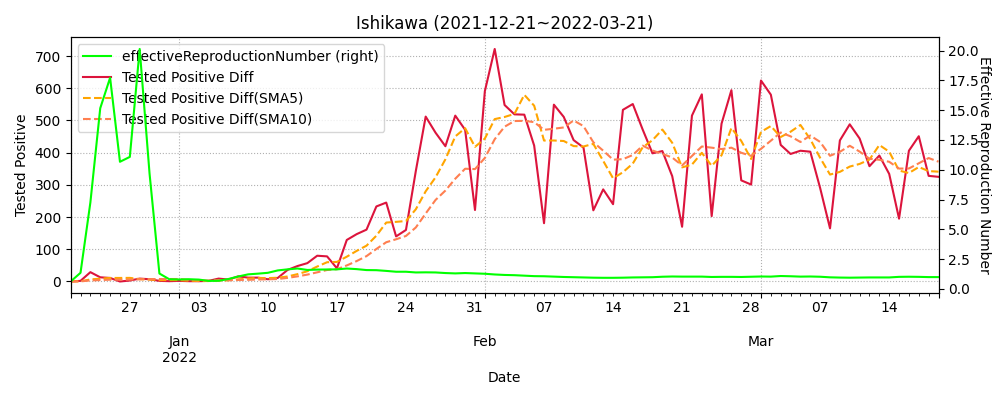 Ishikawa (2021-12-21~2022-03-21)
effectiveReproductionNumber (right)
Tested Positive Diff
Tested Positive Diff(SMA5)
Tested Positive Diff(SMA10)
Tested Positive
700
600
500
400
300
200
100
0
20.0
17.5
15.0
12.5
10.0
7.5
5.0
2.5
0.0
Effective Reproduction Number
27 03 10 17 24 31 07 14 21 28 07 14
Jan Feb Mar
2022
Date